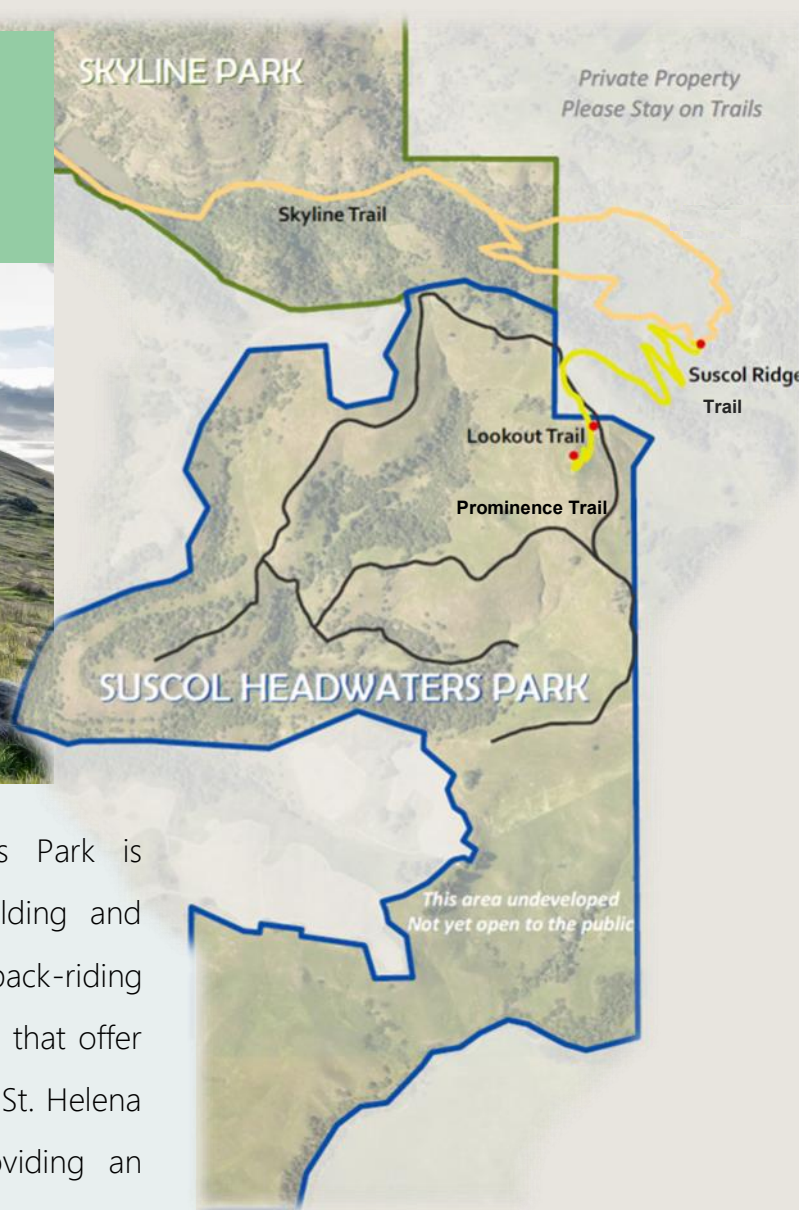 SKYLINE PARK
Private Property
Please Stay on Trails
Skyline Trail
Suscol Ridge
Trail
Lookout Trail
Prominence Trail
SUSCOL HEADWATERS PARK
This area undeveloped
Not yet open to the public
s Park is
lding and
back-riding
that offer
St. Helena
oviding an